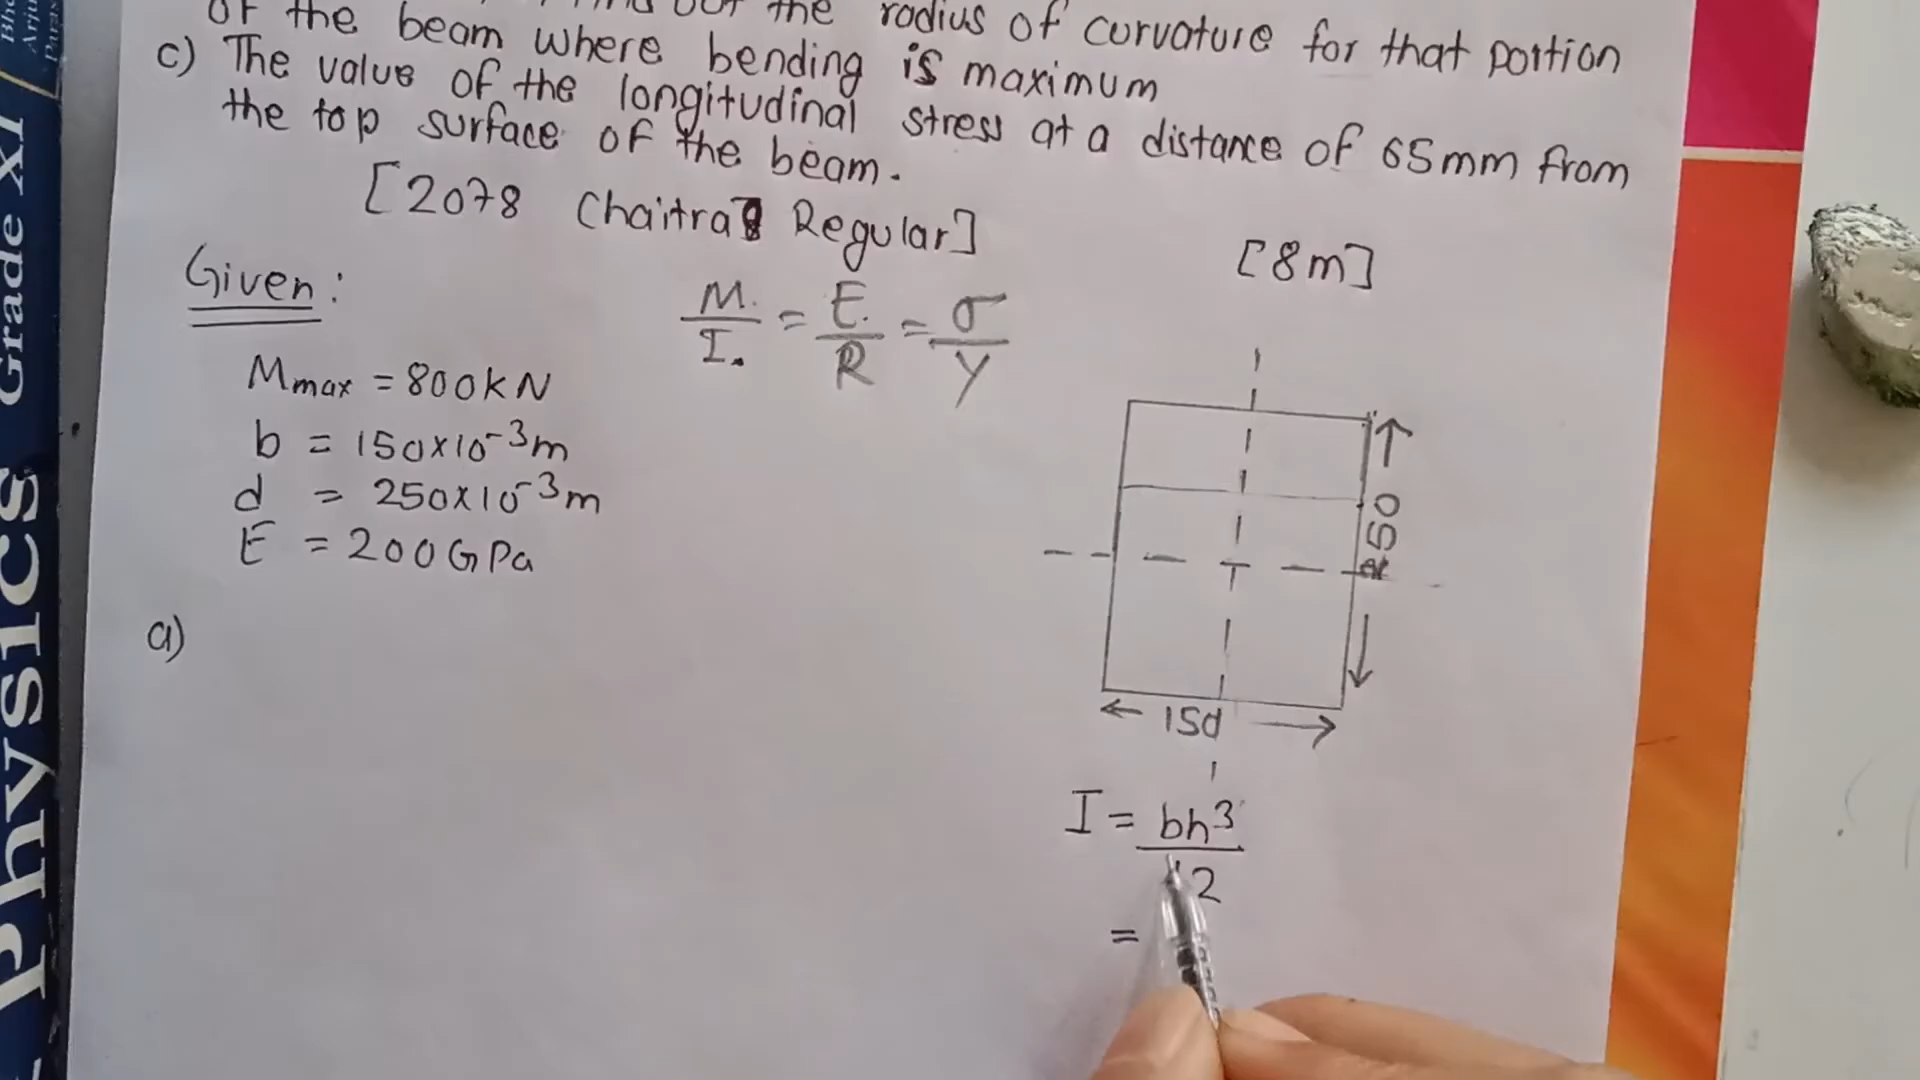 of the beam where bending is maximum
out the radius of curvature for that portion
c) The value of the longitudinal stress at a distance of 65mm from
the top surface of the beam.
[2078 Chaitra Regular]
[8m]
Given:
M/I = E/R = σ/Y
Mmax = 800kN
b = 150×10-3m
d = 250×10-3m
E = 200GPa
a)
250
150
I = bh3
12
=
Physics Grade XI